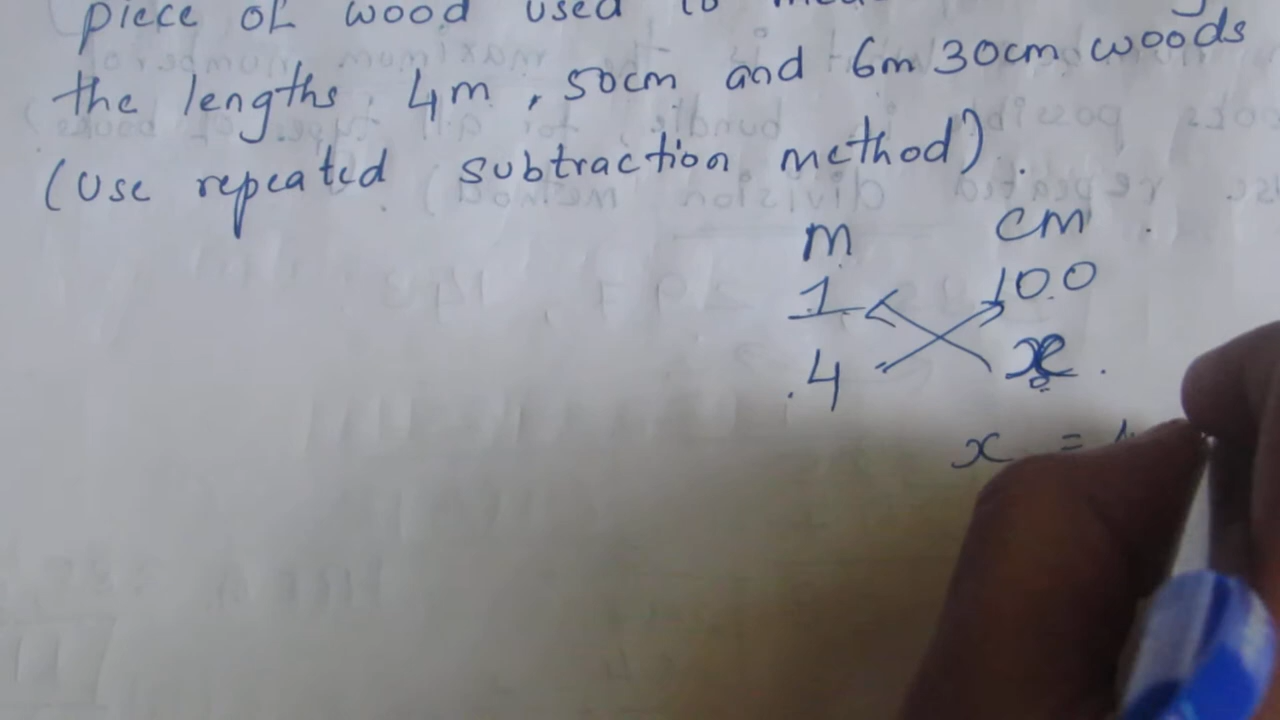 piece of wood used to
the lengths, 4m, 50cm and 6m 30cm woods
(Use repeated subtraction method).
m cm
1 100
4 x
x =